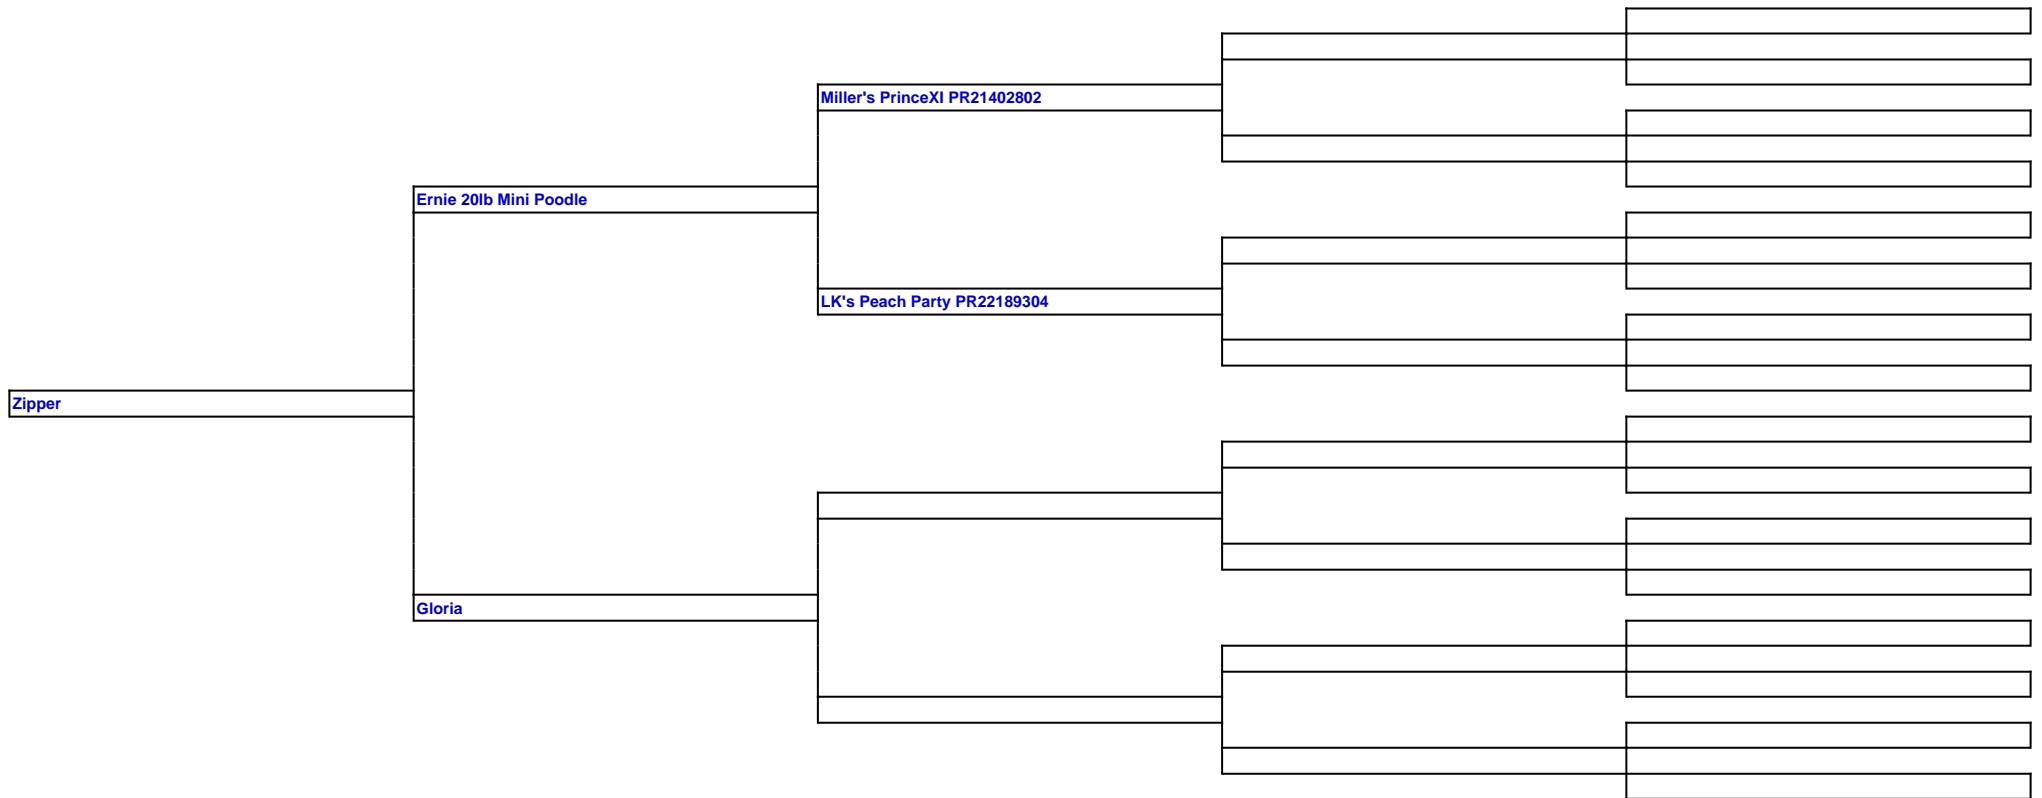 Miller's PrinceXI PR21402802
Ernie 20lb Mini Poodle
LK's Peach Party PR22189304
Zipper
Gloria